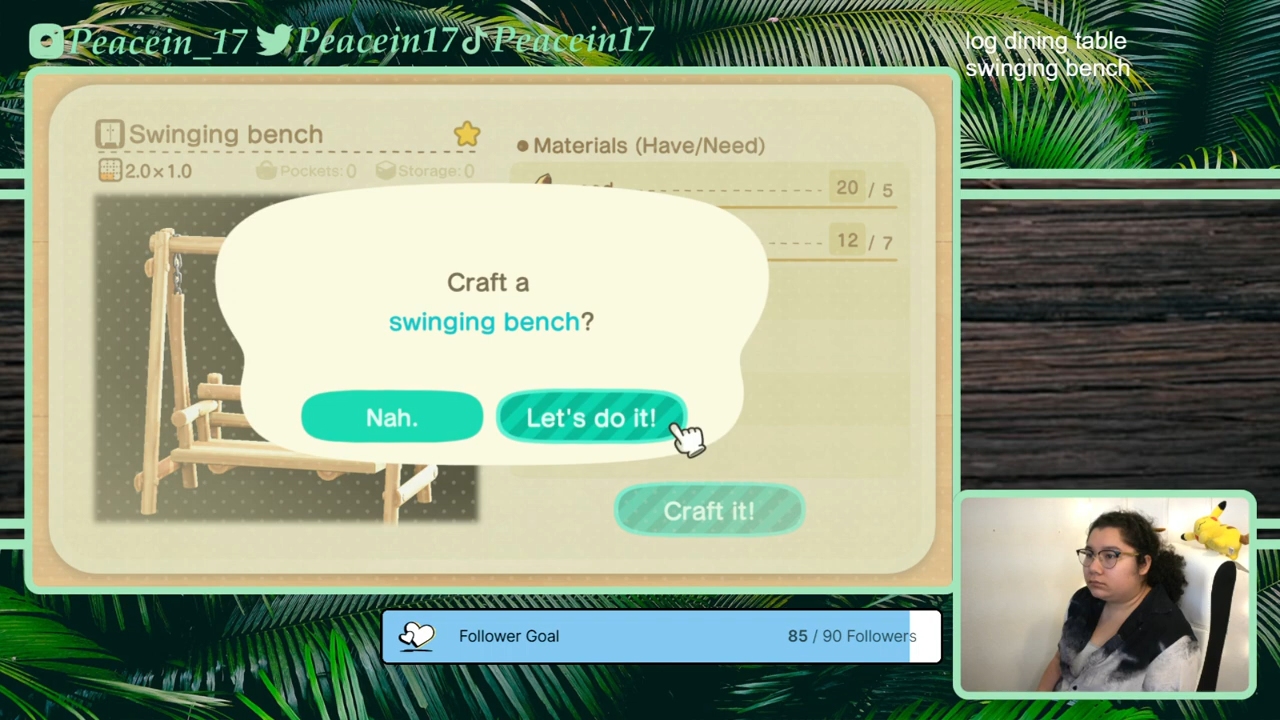 Peacein_17 Peacein17 Peacein17
log dining table
swinging bench
Swinging bench
2.0×1.0 Pockets: 0 Storage: 0
Materials (Have/Need)
20 / 5
12 / 7
Craft a
swinging bench?
Nah. Let's do it!
Craft it!
Follower Goal 85 / 90 Followers